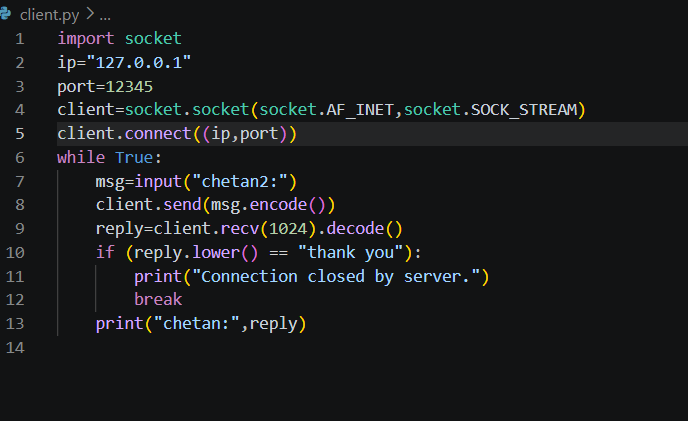 client.py > ...
1 import socket
2 ip="127.0.0.1"
3 port=12345
4 client=socket.socket(socket.AF_INET,socket.SOCK_STREAM)
5 client.connect((ip,port))
6 while True:
7     msg=input("chetan2:")
8     client.send(msg.encode())
9     reply=client.recv(1024).decode()
10     if (reply.lower() == "thank you"):
11         print("Connection closed by server.")
12         break
13     print("chetan:",reply)
14